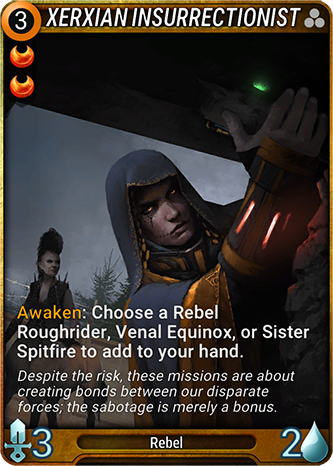 3 XERXIAN INSURRECTIONIST
Awaken: Choose a Rebel
Roughrider, Venal Equinox, or Sister
Spitfire to add to your hand.
Despite the risk, these missions are about
creating bonds between our disparate
forces; the sabotage is merely a bonus.
3 Rebel 2